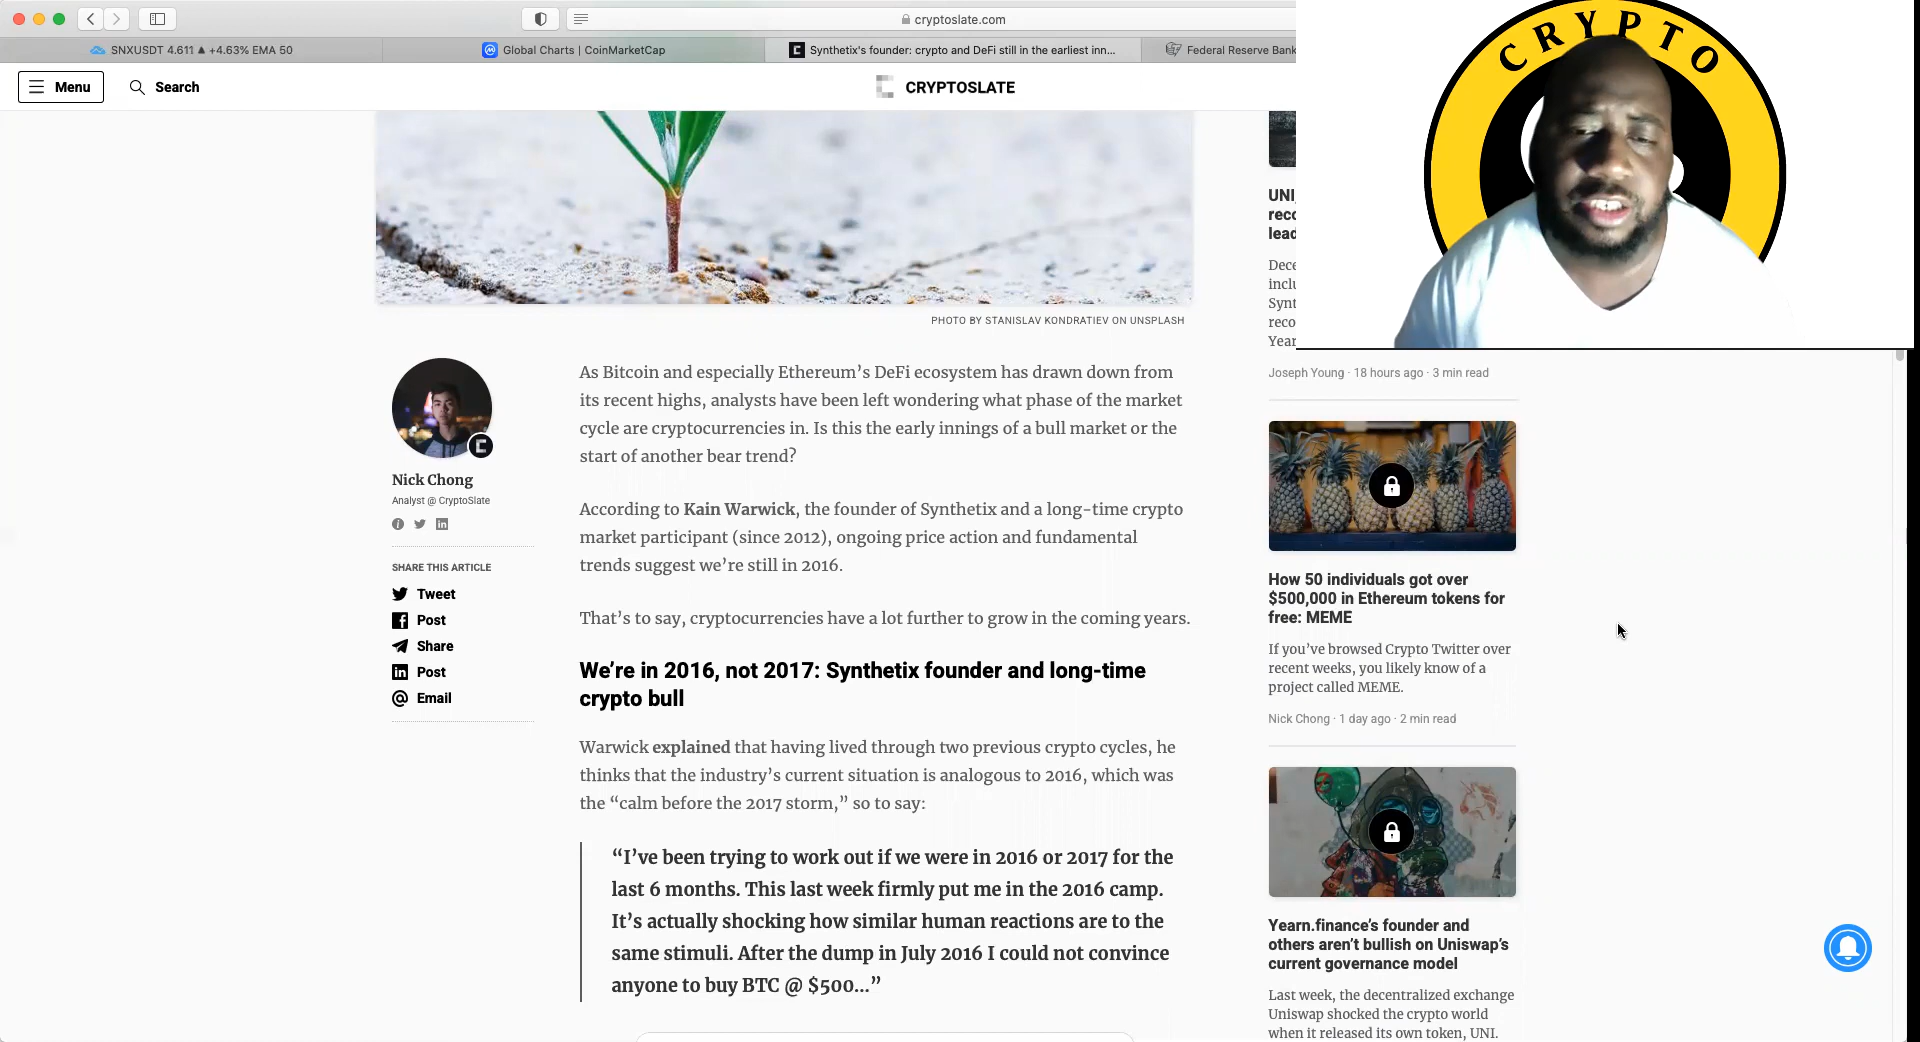 cryptoslate.com
SNXUSDT 4.611 ▲ +4.63% EMA 50
Global Charts | CoinMarketCap
Synthetix's founder: crypto and DeFi still in the earliest inn...
Federal Reserve Bank
Menu
Search
CRYPTOSLATE
CRYPTO
PHOTO BY STANISLAV KONDRATIEV ON UNSPLASH
Nick Chong
Analyst @ CryptoSlate
SHARE THIS ARTICLE
Tweet
Post
Share
Post
Email
As Bitcoin and especially Ethereum’s DeFi ecosystem has drawn down from
its recent highs, analysts have been left wondering what phase of the market
cycle are cryptocurrencies in. Is this the early innings of a bull market or the
start of another bear trend?
According to Kain Warwick, the founder of Synthetix and a long-time crypto
market participant (since 2012), ongoing price action and fundamental
trends suggest we’re still in 2016.
That’s to say, cryptocurrencies have a lot further to grow in the coming years.
We’re in 2016, not 2017: Synthetix founder and long-time
crypto bull
Warwick explained that having lived through two previous crypto cycles, he
thinks that the industry’s current situation is analogous to 2016, which was
the “calm before the 2017 storm,” so to say:
“I’ve been trying to work out if we were in 2016 or 2017 for the
last 6 months. This last week firmly put me in the 2016 camp.
It’s actually shocking how similar human reactions are to the
same stimuli. After the dump in July 2016 I could not convince
anyone to buy BTC @ $500...”
UNI,
reco
lead
Dece
inclu
Synt
reco
Year
Joseph Young · 18 hours ago · 3 min read
How 50 individuals got over
$500,000 in Ethereum tokens for
free: MEME
If you’ve browsed Crypto Twitter over
recent weeks, you likely know of a
project called MEME.
Nick Chong · 1 day ago · 2 min read
Yearn.finance’s founder and
others aren’t bullish on Uniswap’s
current governance model
Last week, the decentralized exchange
Uniswap shocked the crypto world
when it released its own token, UNI.